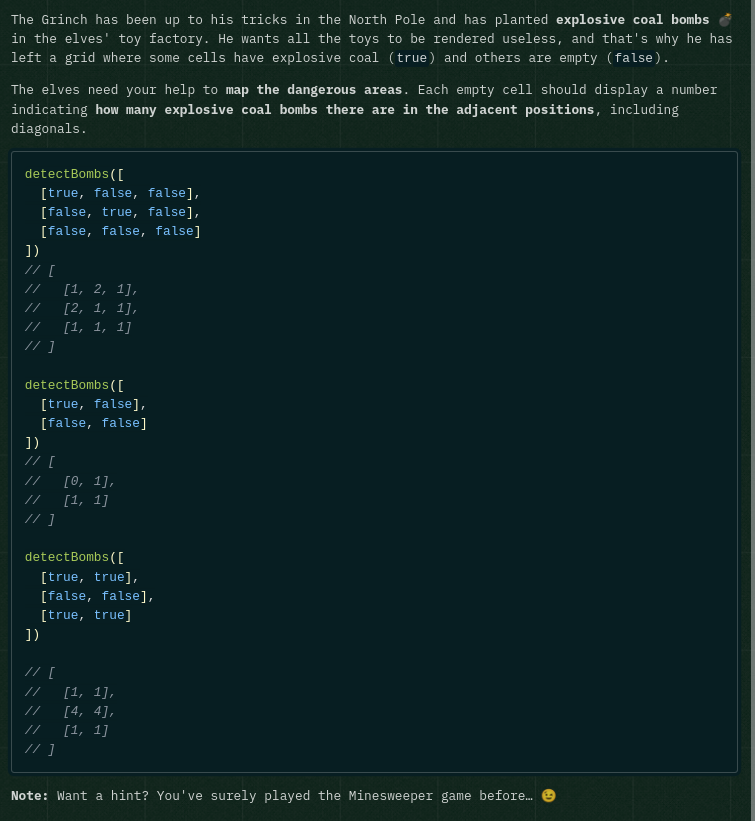 The Grinch has been up to his tricks in the North Pole and has planted explosive coal bombs 💣
in the elves' toy factory. He wants all the toys to be rendered useless, and that's why he has
left a grid where some cells have explosive coal (true) and others are empty (false).
The elves need your help to map the dangerous areas. Each empty cell should display a number
indicating how many explosive coal bombs there are in the adjacent positions, including
diagonals.
detectBombs([
  [true, false, false],
  [false, true, false],
  [false, false, false]
])
// [
//   [1, 2, 1],
//   [2, 1, 1],
//   [1, 1, 1]
// ]
detectBombs([
  [true, false],
  [false, false]
])
// [
//   [0, 1],
//   [1, 1]
// ]
detectBombs([
  [true, true],
  [false, false],
  [true, true]
])
// [
//   [1, 1],
//   [4, 4],
//   [1, 1]
// ]
Note: Want a hint? You've surely played the Minesweeper game before… 😉